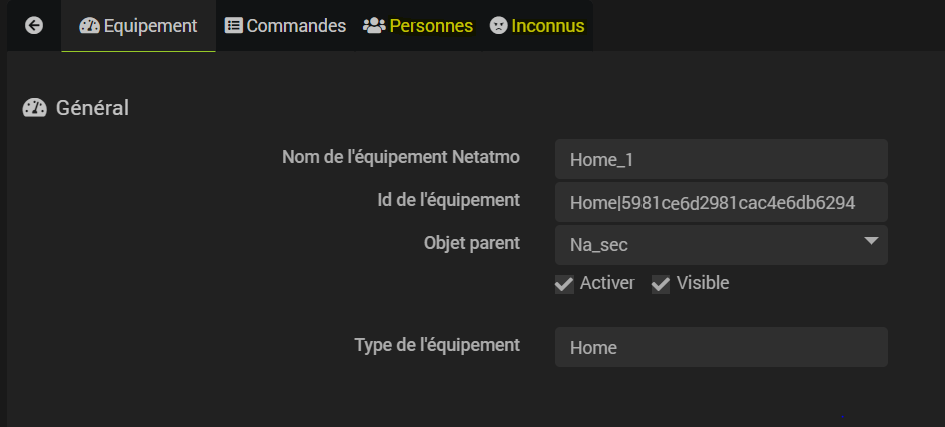 Equipement Commandes Personnes Inconnus
Général
Nom de l'équipement Netatmo Home_1
Id de l'équipement Home|5981ce6d2981cac4e6db6294
Objet parent Na_sec
Activer Visible
Type de l'équipement Home